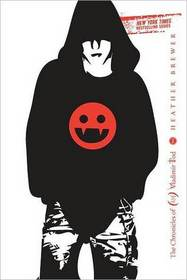 NEW YORK TIMES
BESTSELLING SERIES
The Chronicles of Vladimir Tod
HEATHER BREWER